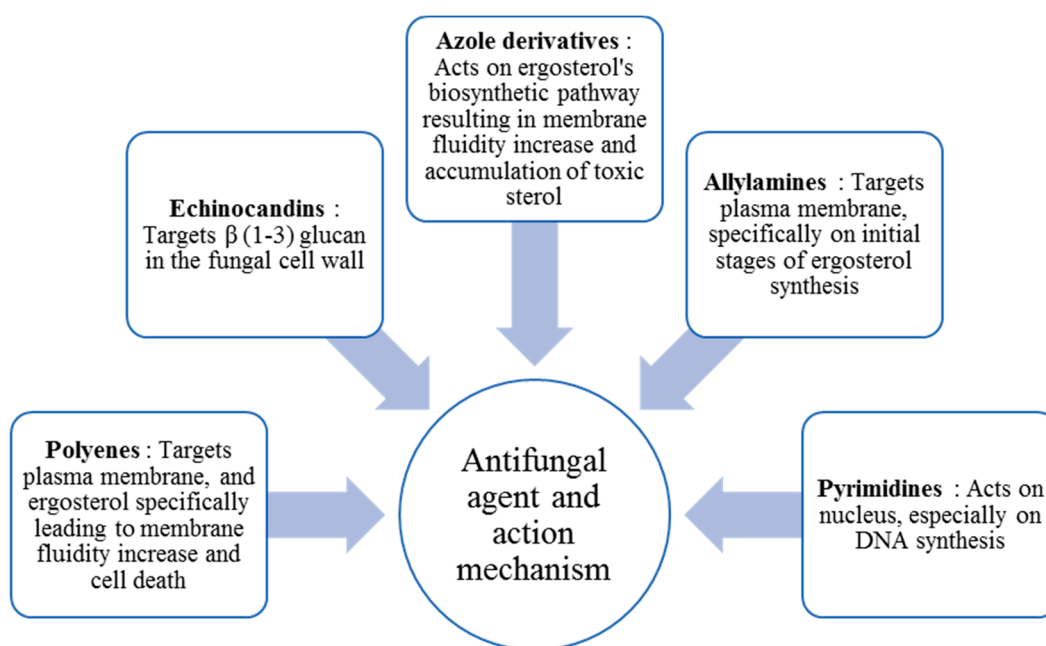 Azole derivatives :
Acts on ergosterol's
biosynthetic pathway
resulting in membrane
fluidity increase and
accumulation of toxic
sterol
Echinocandins :
Targets β (1-3) glucan
in the fungal cell wall
Allylamines : Targets
plasma membrane,
specifically on initial
stages of ergosterol
synthesis
Polyenes : Targets
plasma membrane, and
ergosterol specifically
leading to membrane
fluidity increase and
cell death
Antifungal
agent and
action
mechanism
Pyrimidines : Acts on
nucleus, especially on
DNA synthesis